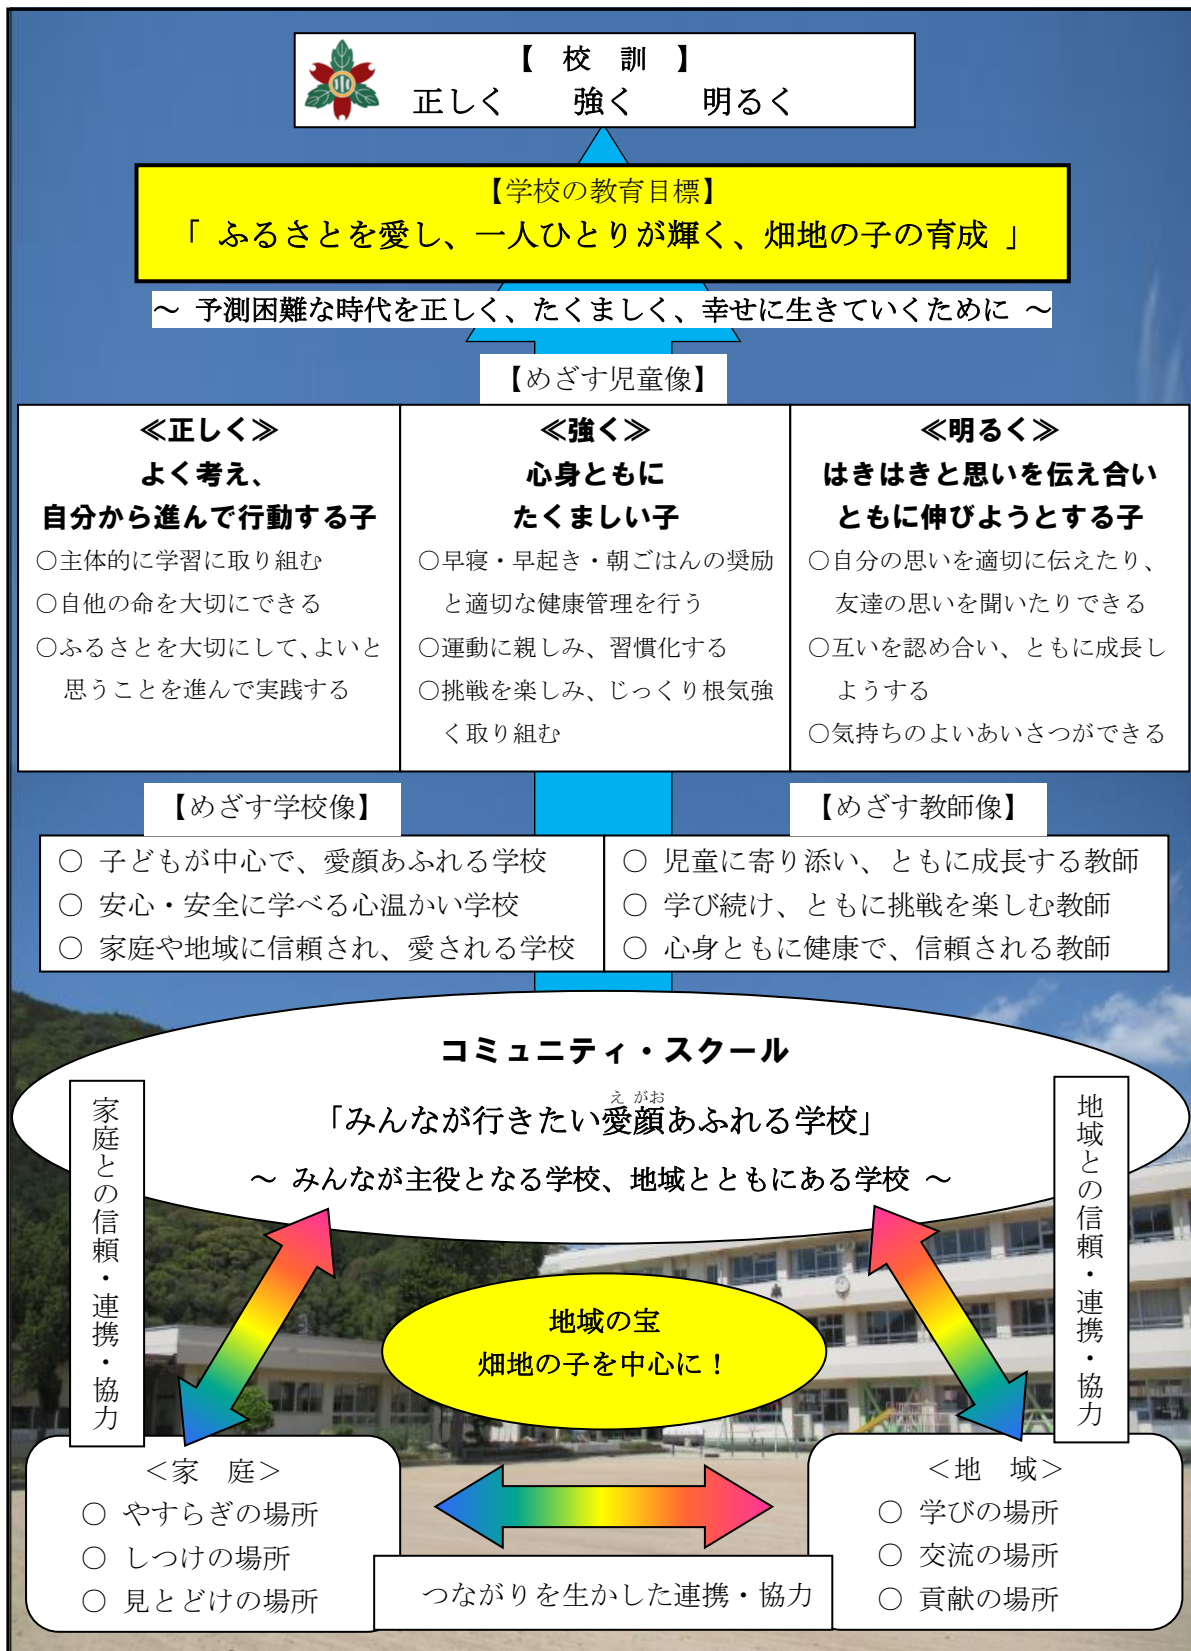 【 校 訓 】
正しく 強く 明るく
【学校の教育目標】
「 ふるさとを愛し、一人ひとりが輝く、畑地の子の育成 」
～ 予測困難な時代を正しく、たくましく、幸せに生きていくために ～
【めざす児童像】
≪正しく≫
よく考え、
自分から進んで行動する子
○主体的に学習に取り組む
○自他の命を大切にできる
○ふるさとを大切にして、よいと
思うことを進んで実践する
≪強く≫
心身ともに
たくましい子
○早寝・早起き・朝ごはんの奨励
と適切な健康管理を行う
○運動に親しみ、習慣化する
○挑戦を楽しみ、じっくり根気強
く取り組む
≪明るく≫
はきはきと思いを伝え合い
ともに伸びようとする子
○自分の思いを適切に伝えたり、
友達の思いを聞いたりできる
○互いを認め合い、ともに成長し
ようする
○気持ちのよいあいさつができる
【めざす学校像】
○ 子どもが中心で、愛顔あふれる学校
○ 安心・安全に学べる心温かい学校
○ 家庭や地域に信頼され、愛される学校
【めざす教師像】
○ 児童に寄り添い、ともに成長する教師
○ 学び続け、ともに挑戦を楽しむ教師
○ 心身ともに健康で、信頼される教師
コミュニティ・スクール
え がお
「みんなが行きたい愛顔あふれる学校」
～ みんなが主役となる学校、地域とともにある学校 ～
家庭との信頼・連携・協力
地域との信頼・連携・協力
地域の宝
畑地の子を中心に！
＜家 庭＞
○ やすらぎの場所
○ しつけの場所
○ 見とどけの場所
つながりを生かした連携・協力
＜地 域＞
○ 学びの場所
○ 交流の場所
○ 貢献の場所